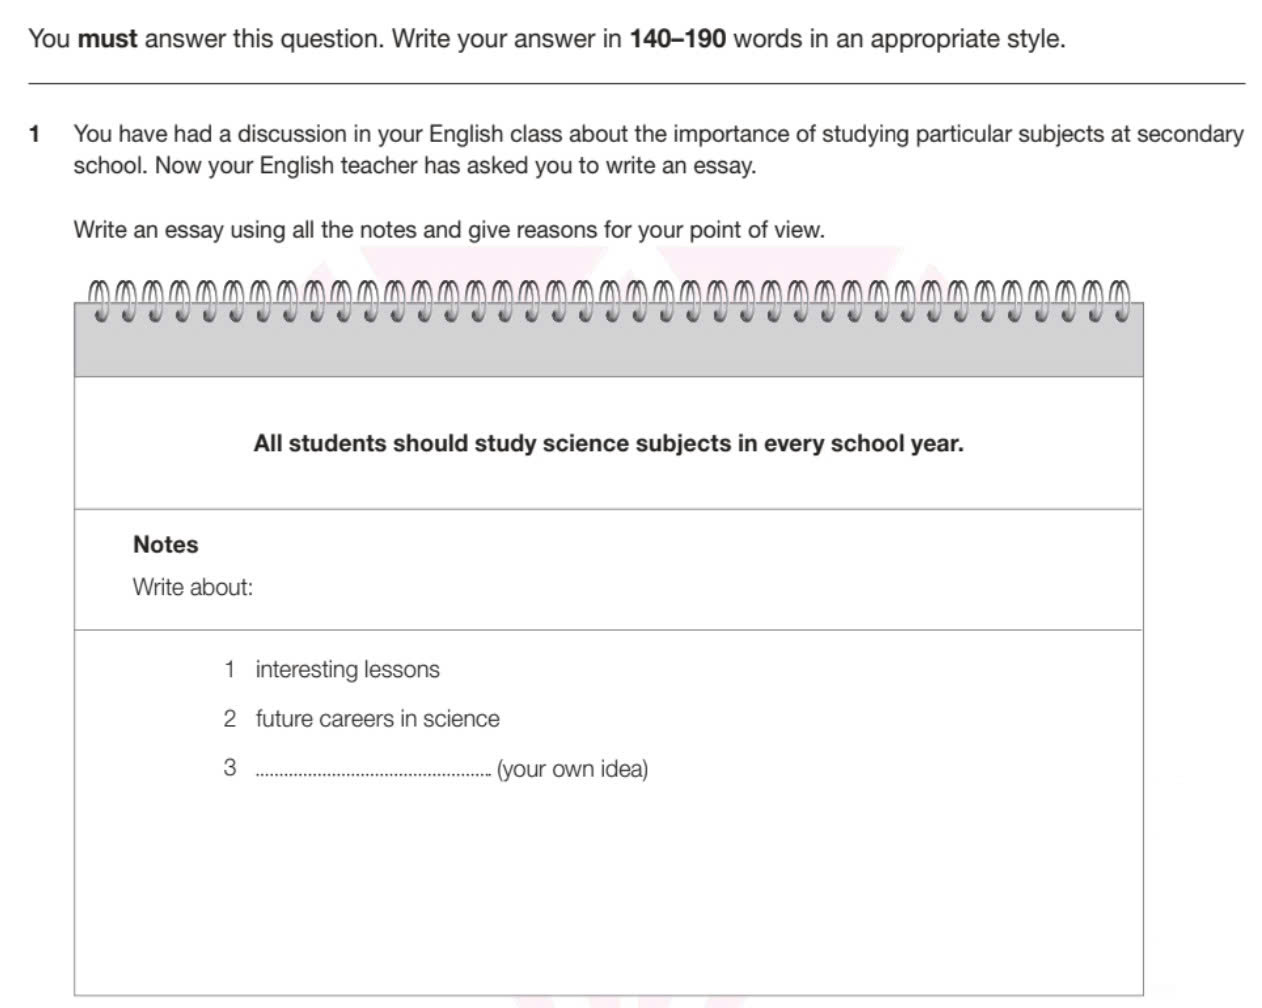 You must answer this question. Write your answer in 140–190 words in an appropriate style.
1 You have had a discussion in your English class about the importance of studying particular subjects at secondary
school. Now your English teacher has asked you to write an essay.
Write an essay using all the notes and give reasons for your point of view.
All students should study science subjects in every school year.
Notes
Write about:
1 interesting lessons
2 future careers in science
3 .................................................. (your own idea)